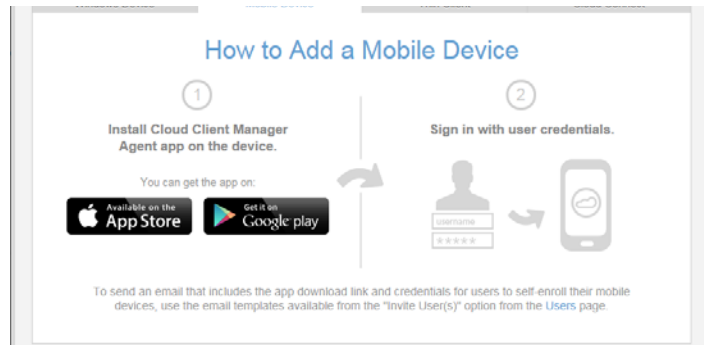 Mobile Device
How to Add a Mobile Device
1
2
Install Cloud Client Manager
Agent app on the device.
Sign in with user credentials.
You can get the app on:
Available on the
App Store
Get it on
Google play
username
*****
To send an email that includes the app download link and credentials for users to self-enroll their mobile
devices, use the email templates available from the "Invite User(s)" option from the Users page.